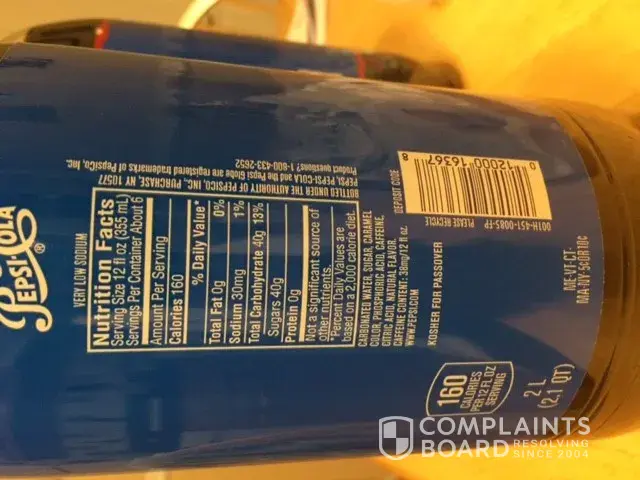 PEPSI-COLA
VERY LOW SODIUM
Nutrition Facts
Serving Size 12 fl oz (355 mL)
Servings Per Container About 6
Amount Per Serving
Calories 160
% Daily Value*
Total Fat 0g 0%
Sodium 30mg 1%
Total Carbohydrate 40g 13%
Sugars 40g
Protein 0g
Not a significant source of
other nutrients.
*Percent Daily Values are
based on a 2,000 calorie diet.
BOTTLED UNDER THE AUTHORITY OF PEPSICO, INC., PURCHASE, NY 10577
PEPSI, PEPSI-COLA and the Pepsi Globe are registered trademarks of PepsiCo, Inc.
Product questions? 1-800-433-2652
CARBONATED WATER, SUGAR, CARAMEL
COLOR, PHOSPHORIC ACID, CAFFEINE,
CITRIC ACID, NATURAL FLAVOR.
CAFFEINE CONTENT: 38mg/12 fl oz
WWW.PEPSI.COM
KOSHER FOR PASSOVER
DEPOSIT CODE
0 12000 16367 8
PLEASE RECYCLE
001H-4S1-0085-FP
ME-VT-CT-
MA-NY-5¢OR10¢
160
CALORIES
PER 12 FL OZ
SERVING
2 L
(2.1 QT)
COMPLAINTS
BOARD RESOLVING
SINCE 2004